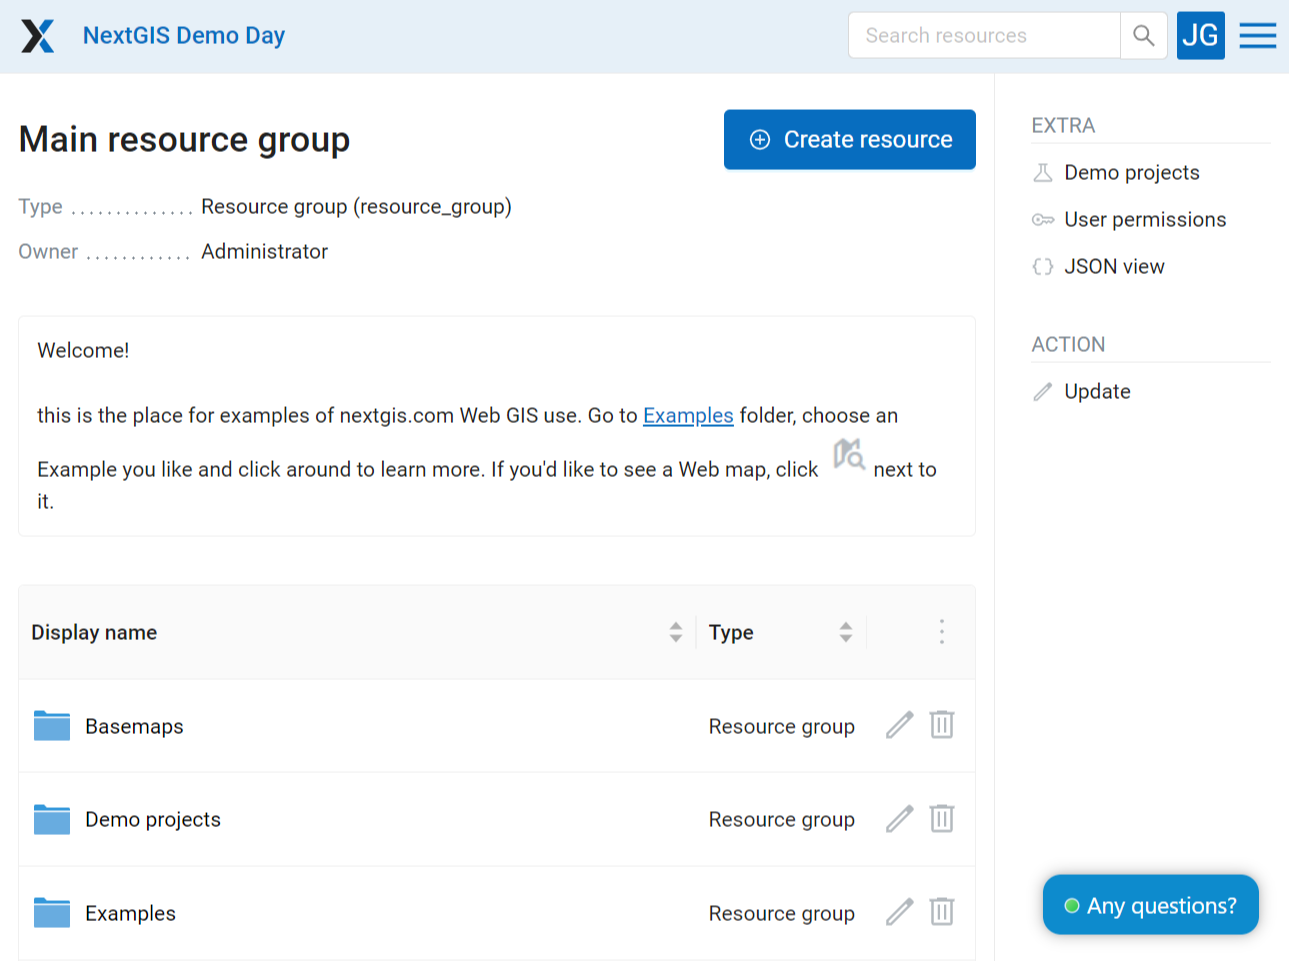 NextGIS Demo Day
Search resources
JG
Main resource group
Create resource
Type .............. Resource group (resource_group)
Owner ............ Administrator
Welcome!
this is the place for examples of nextgis.com Web GIS use. Go to Examples folder, choose an
Example you like and click around to learn more. If you'd like to see a Web map, click next to
it.
Display name Type
Basemaps Resource group
Demo projects Resource group
Examples Resource group
EXTRA
Demo projects
User permissions
JSON view
ACTION
Update
Any questions?